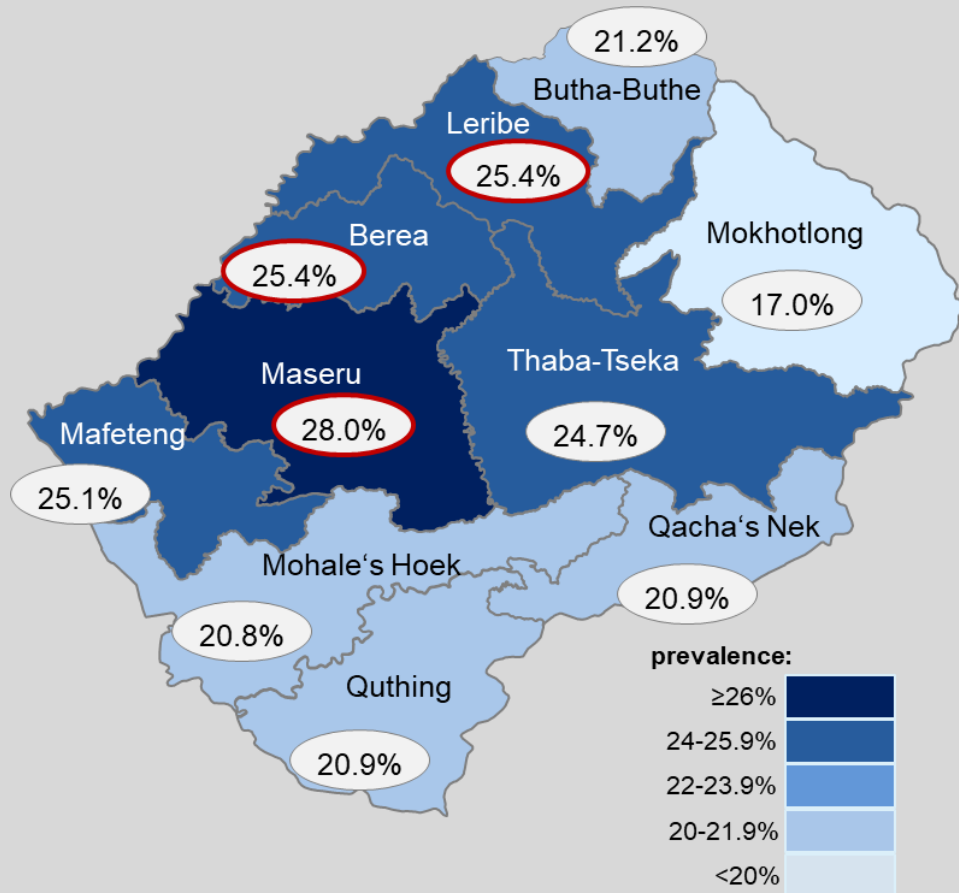 21.2%
Butha-Buthe
Leribe
25.4%
Berea
25.4%
Mokhotlong
17.0%
Maseru
28.0%
Thaba-Tseka
24.7%
Mafeteng
25.1%
Qacha‘s Nek
20.9%
Mohale‘s Hoek
20.8%
Quthing
20.9%
prevalence:
≥26%
24-25.9%
22-23.9%
20-21.9%
<20%